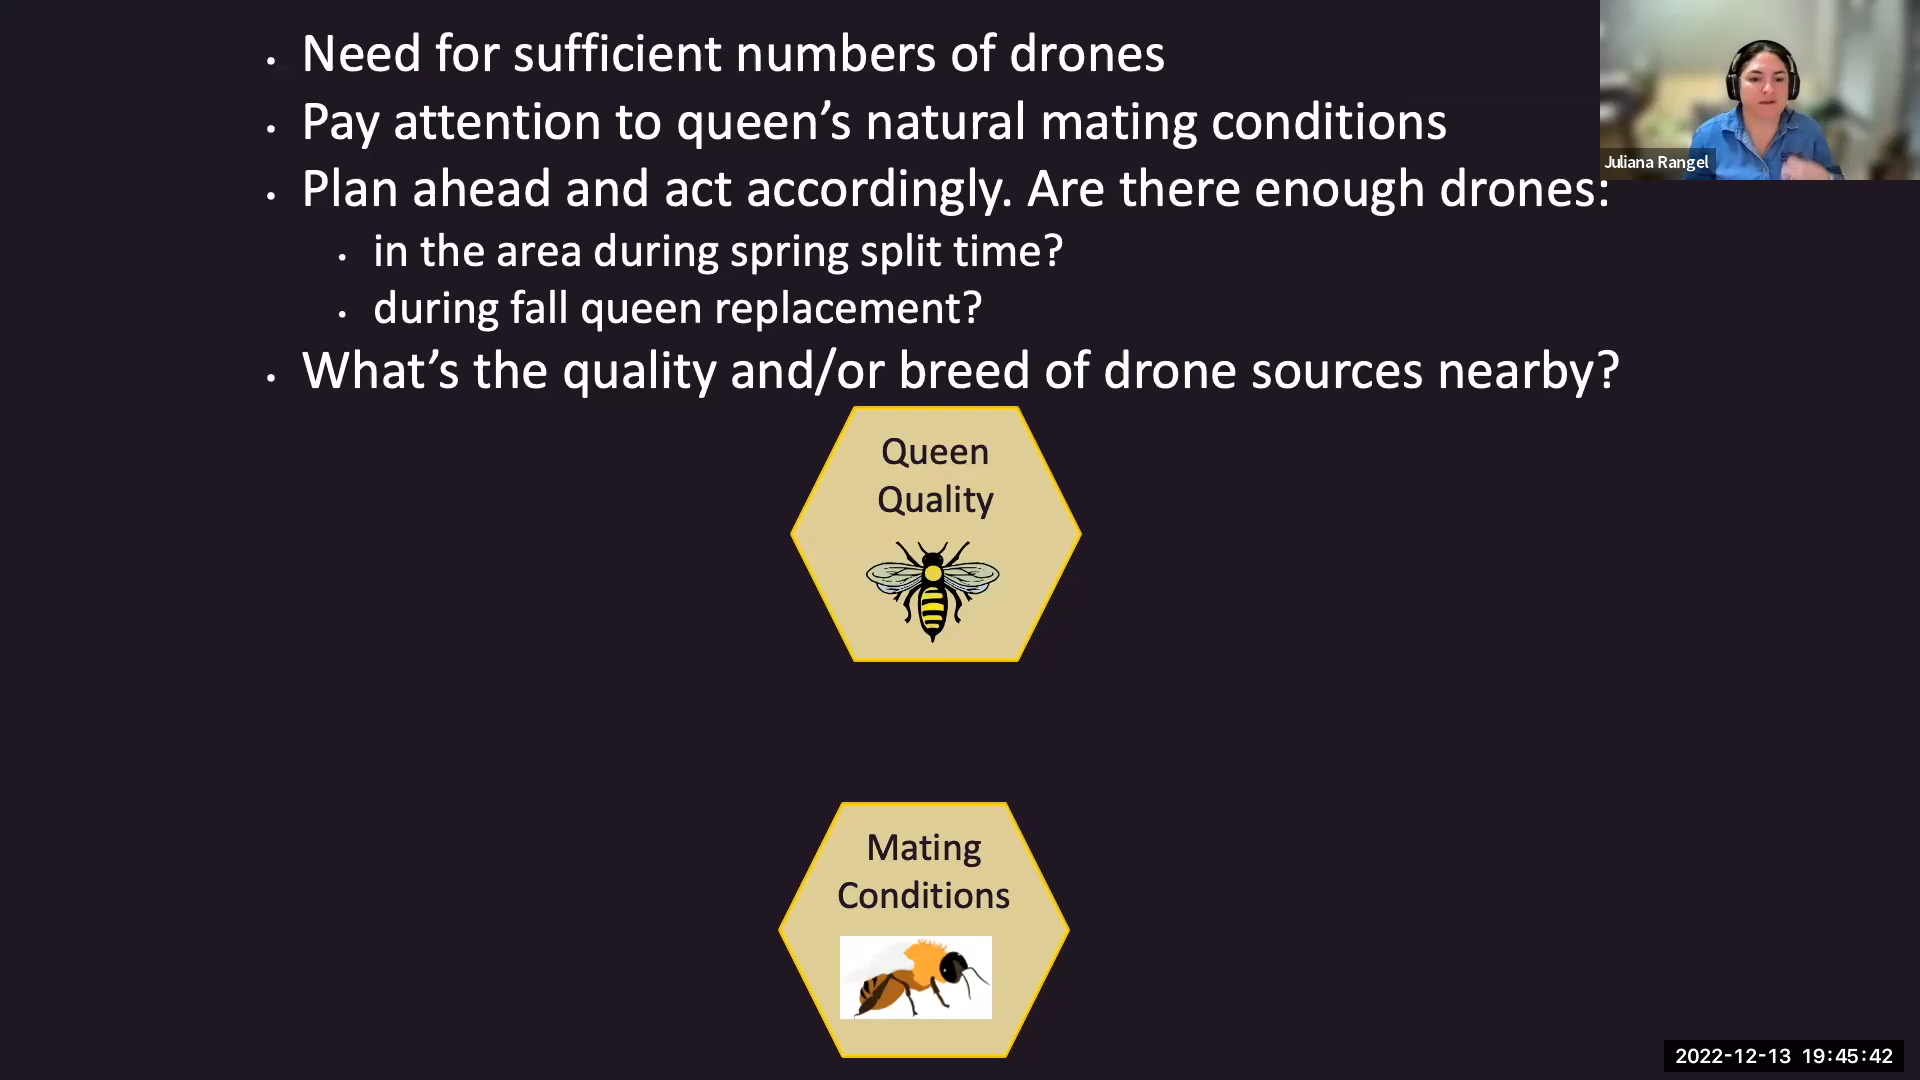 Need for sufficient numbers of drones
Pay attention to queen’s natural mating conditions
Plan ahead and act accordingly. Are there enough drones:
in the area during spring split time?
during fall queen replacement?
What’s the quality and/or breed of drone sources nearby?
Juliana Rangel
Queen
Quality
Mating
Conditions
2022-12-13 19:45:42